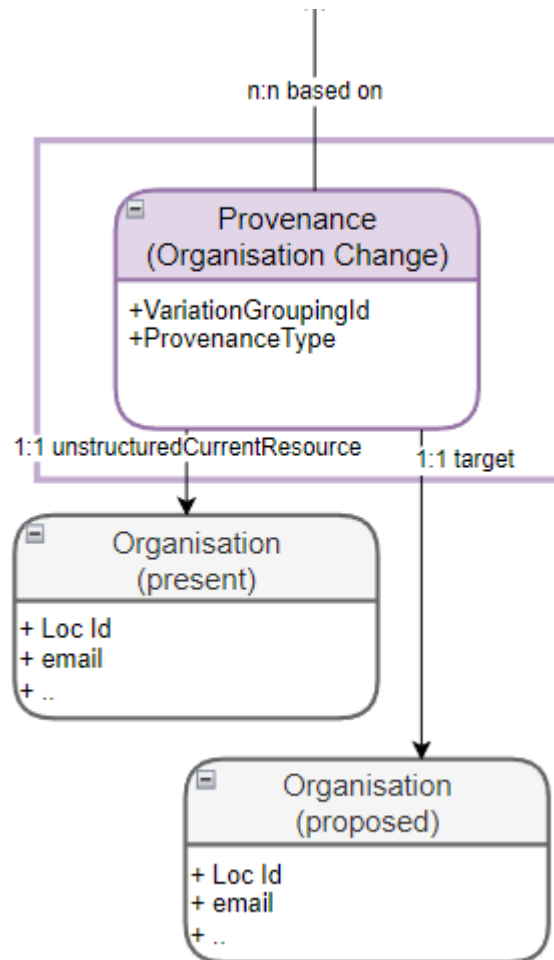 n:n based on
Provenance
(Organisation Change)
+VariationGroupingId
+ProvenanceType
1:1 unstructuredCurrentResource
1:1 target
Organisation
(present)
+ Loc Id
+ email
+ ..
Organisation
(proposed)
+ Loc Id
+ email
+ ..